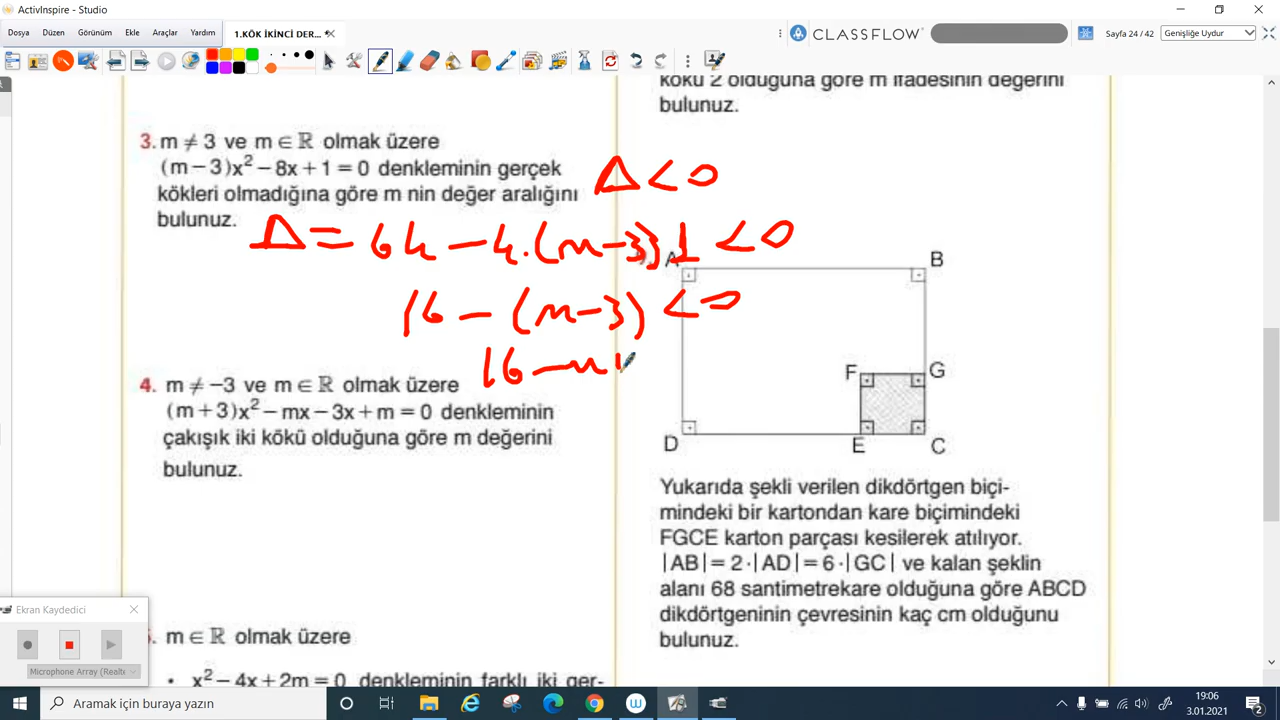 ActivInspire - Studio
Dosya Düzen Görünüm Ekle Araçlar Yardım
1.KÖK İKİNCİ DER...
CLASSFLOW
Sayfa 24 / 42
Genişliğe Uydur
3. m ≠ 3 ve m ∈ ℝ olmak üzere
(m − 3)x² − 8x + 1 = 0 denkleminin gerçek
kökleri olmadığına göre m nin değer aralığını
bulunuz.
Δ < 0
Δ = 64 − 4.(m−3).1 < 0
16 − (m−3) < 0
16 − m
4. m ≠ −3 ve m ∈ ℝ olmak üzere
(m + 3)x² − mx − 3x + m = 0 denkleminin
çakışık iki kökü olduğuna göre m değerini
bulunuz.
m ∈ ℝ olmak üzere
• x² − 4x + 2m = 0 denkleminin farklı iki ger-
kökü 2 olduğuna göre m ifadesinin değerini
bulunuz.
A
B
F
G
D
E
C
Yukarıda şekli verilen dikdörtgen biçi-
mindeki bir kartondan kare biçimindeki
FGCE karton parçası kesilerek atılıyor.
|AB| = 2·|AD| = 6·|GC| ve kalan şeklin
alanı 68 santimetrekare olduğuna göre ABCD
dikdörtgeninin çevresinin kaç cm olduğunu
bulunuz.
Ekran Kaydedici
Microphone Array (Realte
Aramak için buraya yazın
19:06
3.01.2021
2